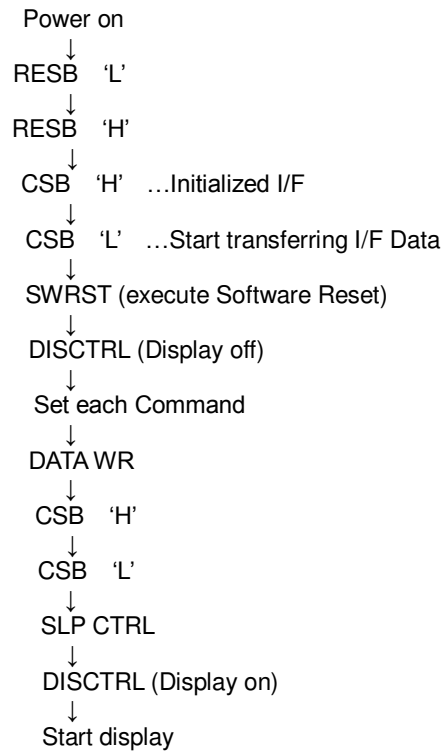 Power on
↓
RESB ‘L’
↓
RESB ‘H’
↓
CSB ‘H’ …Initialized I/F
↓
CSB ‘L’ …Start transferring I/F Data
↓
SWRST (execute Software Reset)
↓
DISCTRL (Display off)
↓
Set each Command
↓
DATA WR
↓
CSB ‘H’
↓
CSB ‘L’
↓
SLP CTRL
↓
DISCTRL (Display on)
↓
Start display